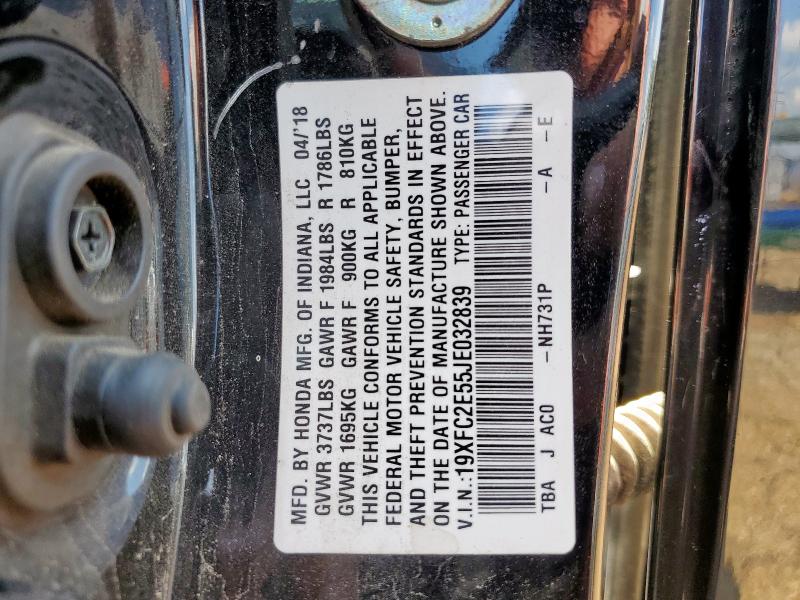 MFD. BY HONDA MFG. OF INDIANA, LLC 04/'18
GVWR 3737LBS GAWR F 1984LBS R 1786LBS
GVWR 1695KG GAWR F 900KG R 810KG
THIS VEHICLE CONFORMS TO ALL APPLICABLE
FEDERAL MOTOR VEHICLE SAFETY, BUMPER,
AND THEFT PREVENTION STANDARDS IN EFFECT
ON THE DATE OF MANUFACTURE SHOWN ABOVE.
V.I.N.:19XFC2E55JE032839 TYPE: PASSENGER CAR
TBA J AC0 -NH731P -A -E